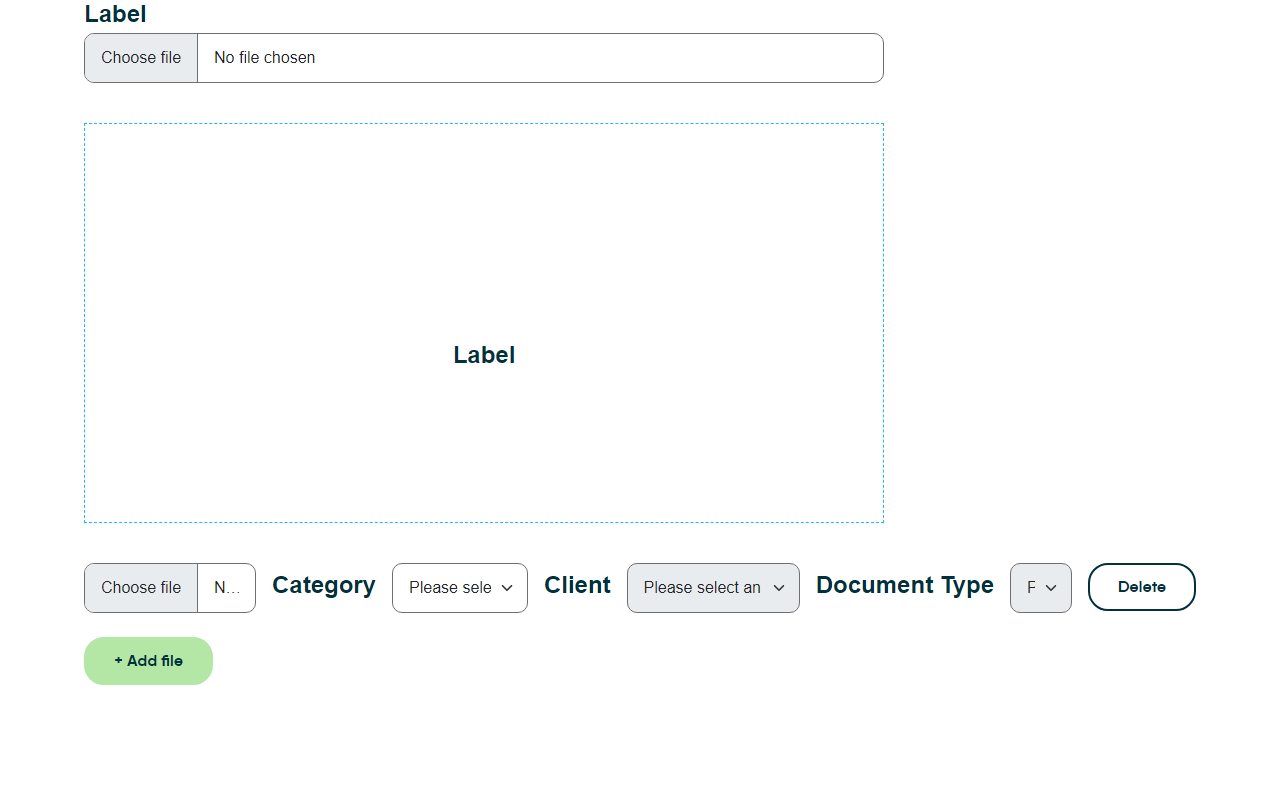 Label
Choose file No file chosen
Label
Choose file N... Category Please sele Client Please select an Document Type F Delete
+ Add file